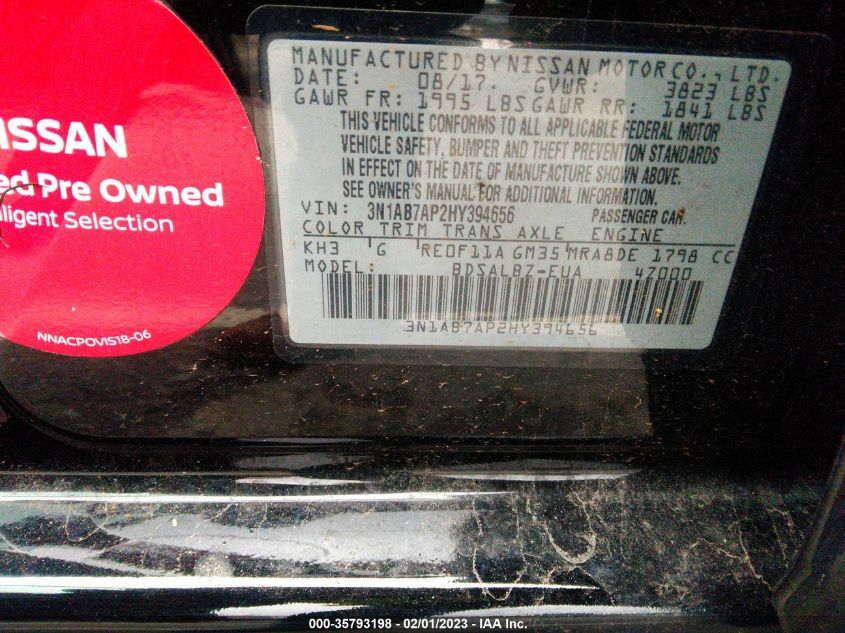 ISSAN
ed Pre Owned
lligent Selection
NNACPOVIS18-06
MANUFACTURED BY NISSAN MOTOR CO., LTD.
DATE: 08/17. GVWR: 3823 LBS
GAWR FR: 1995 LBS GAWR RR: 1841 LBS
THIS VEHICLE CONFORMS TO ALL APPLICABLE FEDERAL MOTOR
VEHICLE SAFETY, BUMPER AND THEFT PREVENTION STANDARDS
IN EFFECT ON THE DATE OF MANUFACTURE SHOWN ABOVE.
SEE OWNER'S MANUAL FOR ADDITIONAL INFORMATION.
VIN: 3N1AB7AP2HY394656 PASSENGER CAR.
COLOR TRIM TRANS AXLE ENGINE
KH3 G RE0F11A GM35 MRA8DE 1798 CC
MODEL: BDSALBZ-EUA 4Z000
3N1AB7AP2HY394656
000-35793198 - 02/01/2023 - IAA Inc.